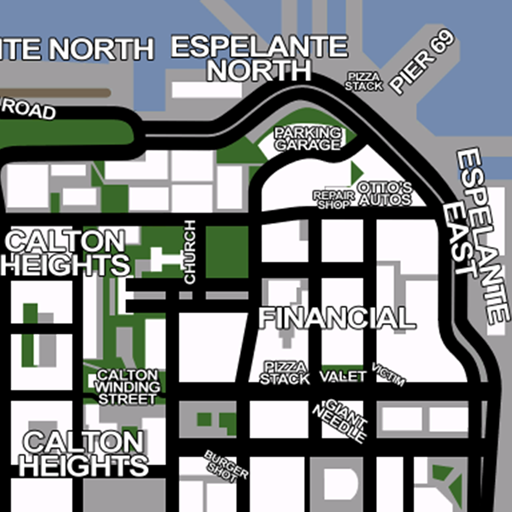 ITE NORTH
ESPELANTE
NORTH
PIZZA
STACK
PIER 69
ROAD
PARKING
GARAGE
REPAIR
SHOP
OTTO'S
AUTOS
ESPELANTE
EAST
CALTON
HEIGHTS
CHURCH
FINANCIAL
PIZZA
STACK
VALET
VICTIM
CALTON
WINDING
STREET
GIANT
NEEDLE
CALTON
HEIGHTS
BURGER
SHOT